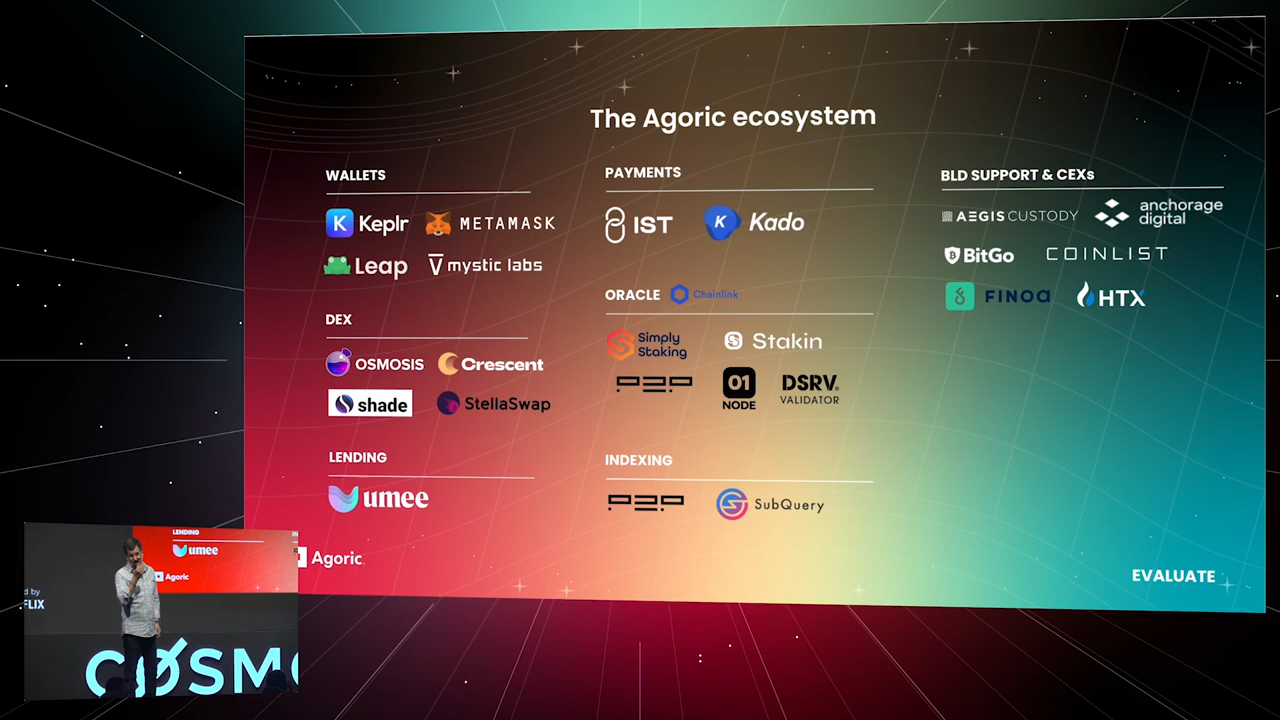 The Agoric ecosystem
WALLETS
K Keplr METAMASK
Leap mystic labs
DEX
OSMOSIS Crescent
shade StellaSwap
LENDING
umee
Agoric
PAYMENTS
IST K Kado
ORACLE Chainlink
Simply Staking Stakin
P2P 01 NODE DSRV VALIDATOR
INDEXING
P2P SubQuery
BLD SUPPORT & CEXs
AEGIS CUSTODY anchorage digital
BitGo COINLIST
FINOA HTX
EVALUATE
LENDING
umee
Agoric
d by
FLIX
COSMO